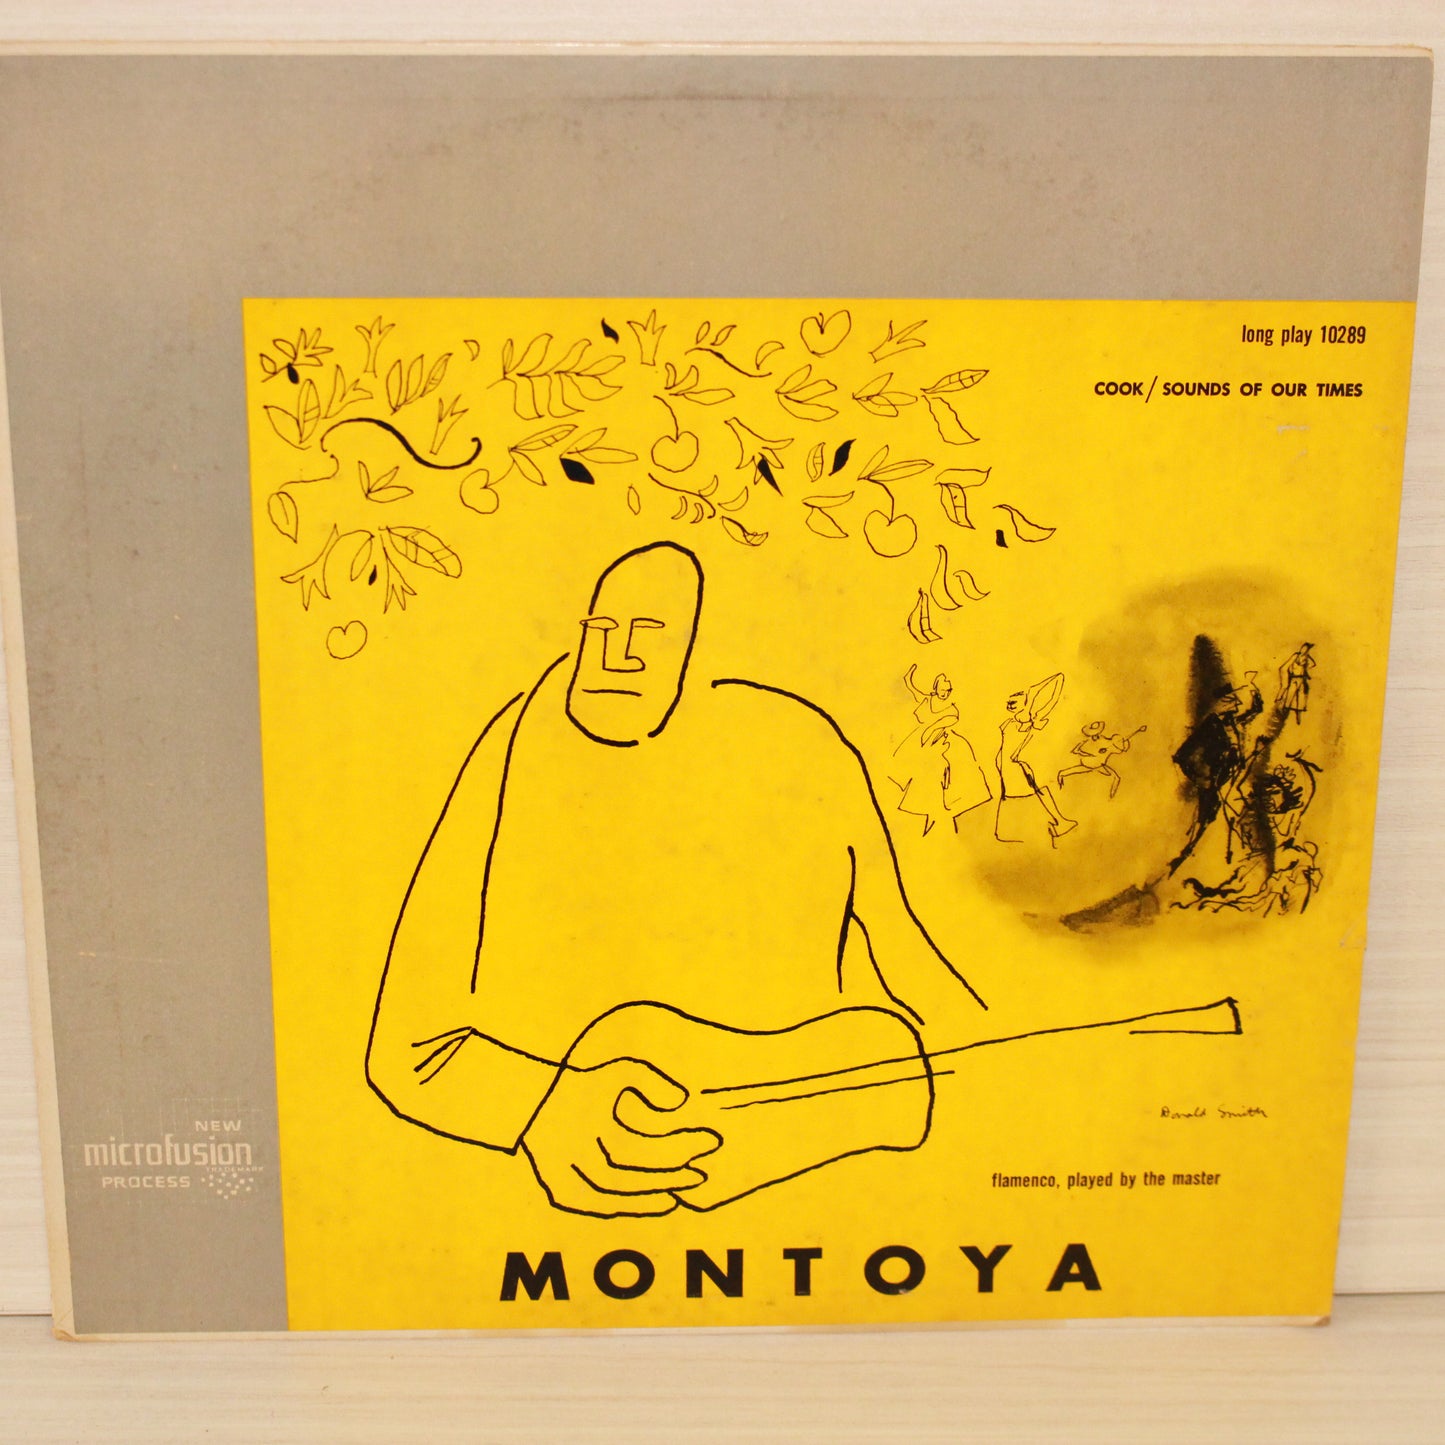 long play 10289
COOK / SOUNDS OF OUR TIMES
Donald Smith
flamenco, played by the master
MONTOYA
NEW
microfusion
TRADEMARK
PROCESS